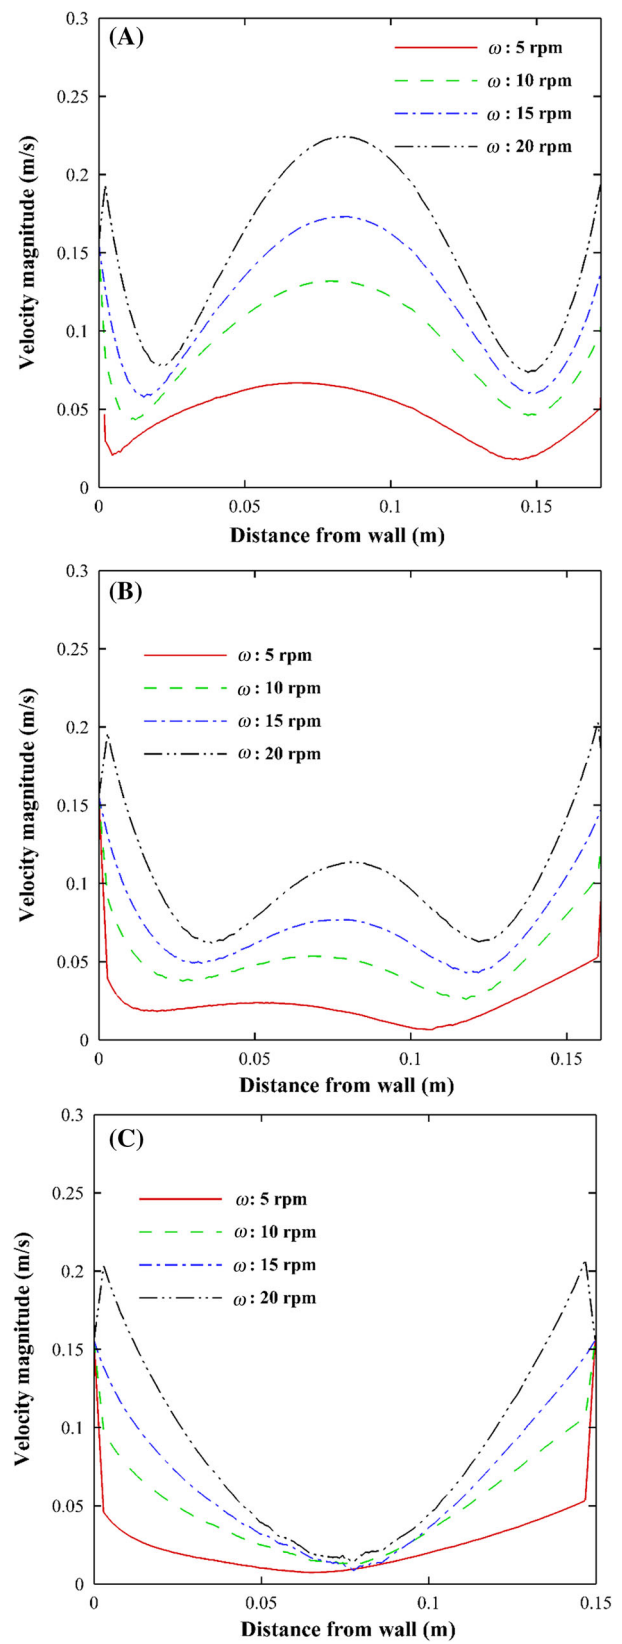 (A)
0.3
0.25
0.2
0.15
0.1
0.05
0
Velocity magnitude (m/s)
ω: 5 rpm
ω: 10 rpm
ω: 15 rpm
ω: 20 rpm
0 0.05 0.1 0.15
Distance from wall (m)
(B)
0.3
0.25
0.2
0.15
0.1
0.05
0
Velocity magnitude (m/s)
ω: 5 rpm
ω: 10 rpm
ω: 15 rpm
ω: 20 rpm
0 0.05 0.1 0.15
Distance from wall (m)
(C)
0.3
0.25
0.2
0.15
0.1
0.05
0
Velocity magnitude (m/s)
ω: 5 rpm
ω: 10 rpm
ω: 15 rpm
ω: 20 rpm
0 0.05 0.1 0.15
Distance from wall (m)